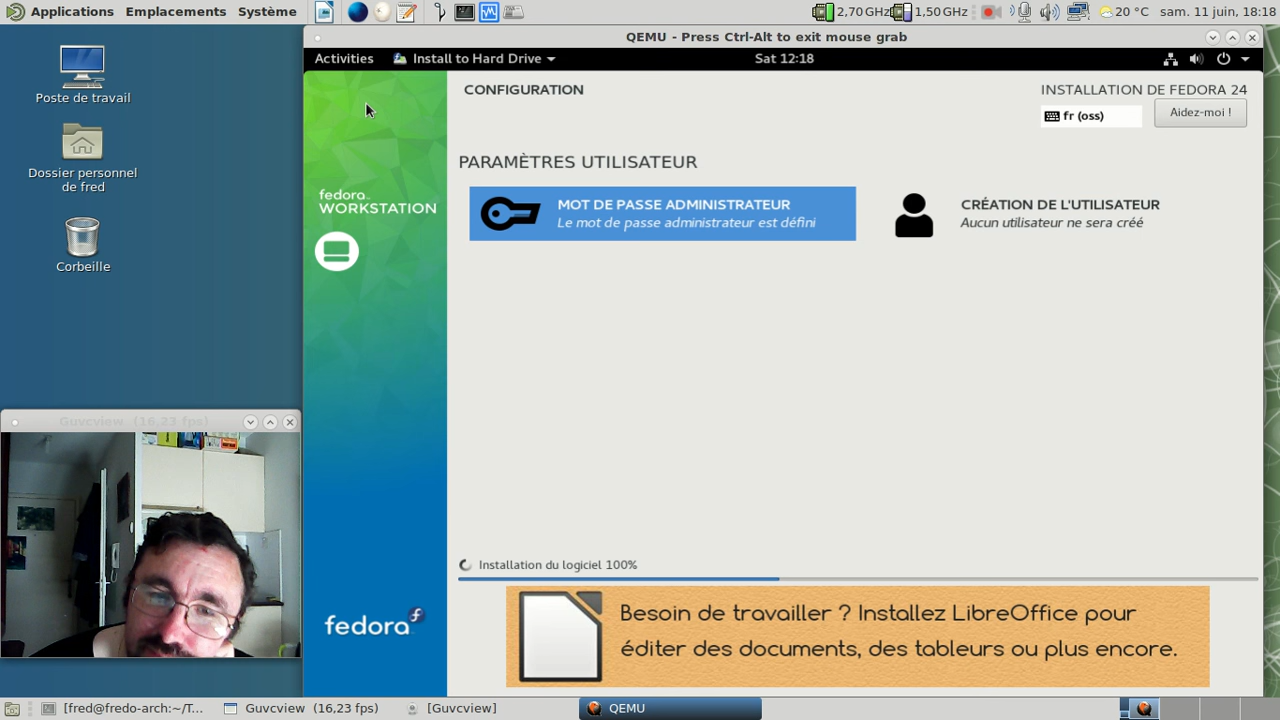 Applications Emplacements Système
2,70 GHz 1,50 GHz 20 °C sam. 11 juin, 18:18
QEMU - Press Ctrl-Alt to exit mouse grab
Activities Install to Hard Drive Sat 12:18
Poste de travail
Dossier personnel
de fred
Corbeille
fedora
WORKSTATION
CONFIGURATION
INSTALLATION DE FEDORA 24
fr (oss)
Aidez-moi !
PARAMÈTRES UTILISATEUR
MOT DE PASSE ADMINISTRATEUR
Le mot de passe administrateur est défini
CRÉATION DE L'UTILISATEUR
Aucun utilisateur ne sera créé
Guvcview (16,23 fps)
Installation du logiciel 100%
Besoin de travailler ? Installez LibreOffice pour
éditer des documents, des tableurs ou plus encore.
fedora
[fred@fredo-arch:~/T... Guvcview (16,23 fps) [Guvcview] QEMU